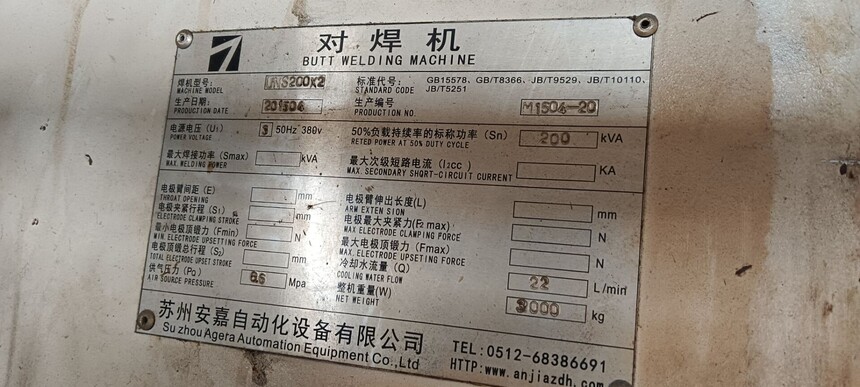 对焊机
BUTT WELDING MACHINE
焊机型号: UNS200X2
MACHINE MODEL
标准代号: GB15578、GB/T8366、JB/T9529、JB/T10110、
STANDARD CODE JB/T5251
生产日期: 201504
PRODUCTION DATE
生产编号 M1504-20
PRODUCTION NO.
电源电压(U₁) 3 50Hz~380v
POWER VOLTAGE
50%负载持续率的标称功率(Sn) 200 kVA
RETED POWER AT 50% DUTY CYCLE
最大焊接功率(Smax) kVA
MAX. WELDING POWER
最大次级短路电流(I₂cc) KA
MAX. SECONDARY SHORT-CIRCUIT CURRENT
电极臂间距(E) mm
THROAT OPENING
电极臂伸出长度(L) mm
ARM EXTENSION
电极夹紧行程(S₁) mm
ELECTRODE CLAMPING STROKE
电极最大夹紧力(F₂ max) N
MAX. ELECTRODE CLAMPING FORCE
最小电极顶锻力(Fmin) N
MIN. ELECTRODE UPSETTING FORCE
最大电极顶锻力(Fmax) N
MAX. ELECTRODE UPSETTING FORCE
电极顶锻总行程(S₂) mm
TOTAL ELECTRODE UPSET STROKE
冷却水流量(Q) 22 L/min
COOLING WATER FLOW
供气压力(P₀) Mpa
AIR SOURCE PRESSURE
整机重量(W) 3000 kg
NET WEIGHT
苏州安嘉自动化设备有限公司
Su zhou Agera Automation Equipment Co.,Ltd
TEL:0512-68386691
HTTP:www.anjiazdh.com